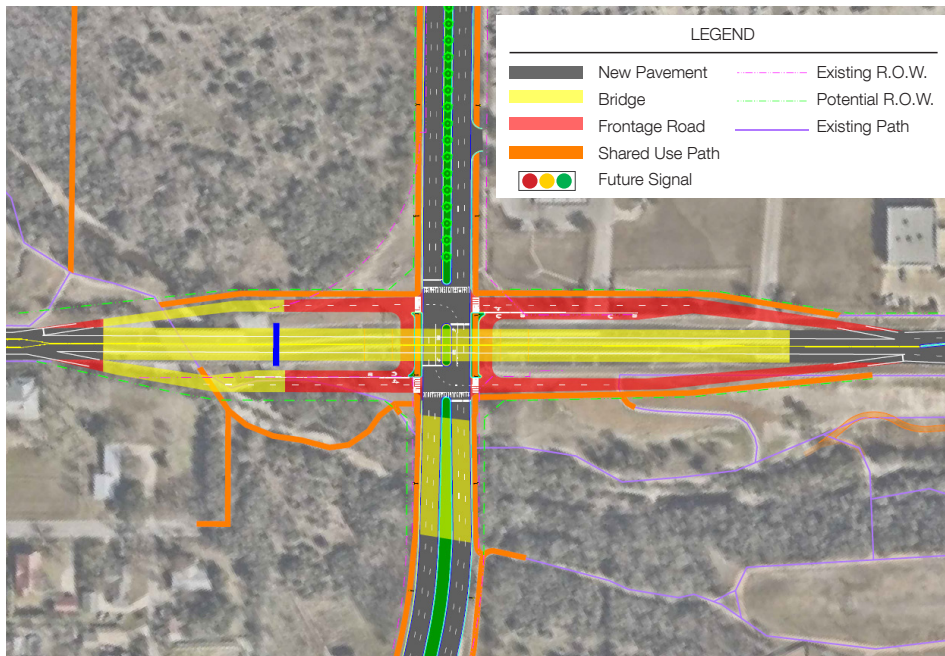 LEGEND
New Pavement
Existing R.O.W.
Bridge
Potential R.O.W.
Frontage Road
Existing Path
Shared Use Path
Future Signal